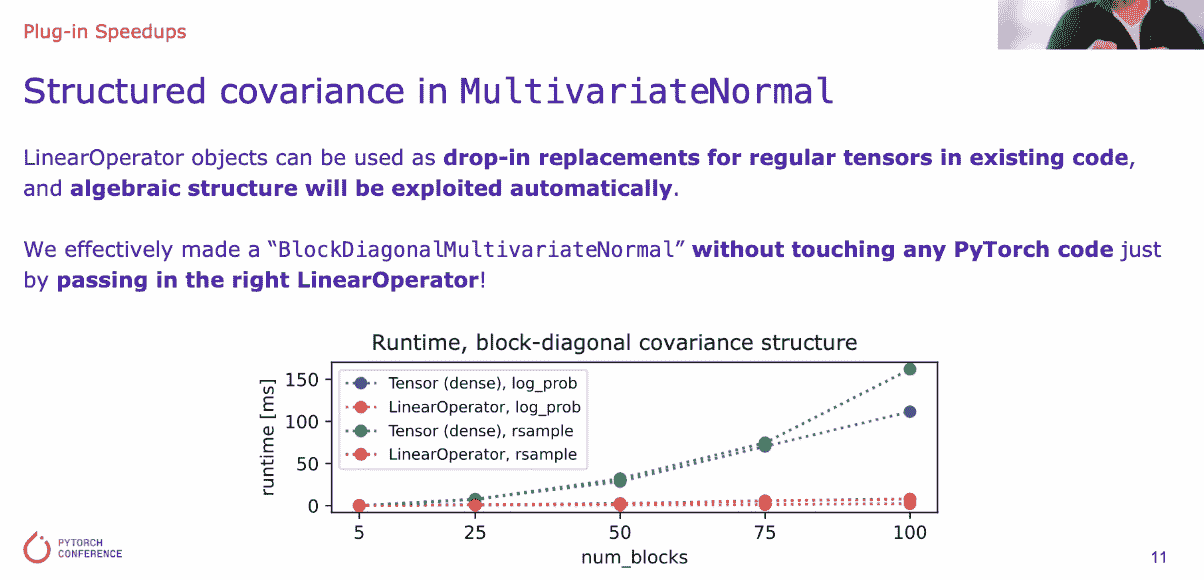 Plug-in Speedups
Structured covariance in MultivariateNormal
LinearOperator objects can be used as drop-in replacements for regular tensors in existing code,
and algebraic structure will be exploited automatically.
We effectively made a “BlockDiagonalMultivariateNormal” without touching any PyTorch code just
by passing in the right LinearOperator!
Runtime, block-diagonal covariance structure
runtime [ms]
150
100
50
0
Tensor (dense), log_prob
LinearOperator, log_prob
Tensor (dense), rsample
LinearOperator, rsample
5 25 50 75 100
num_blocks
PYTORCH
CONFERENCE
11